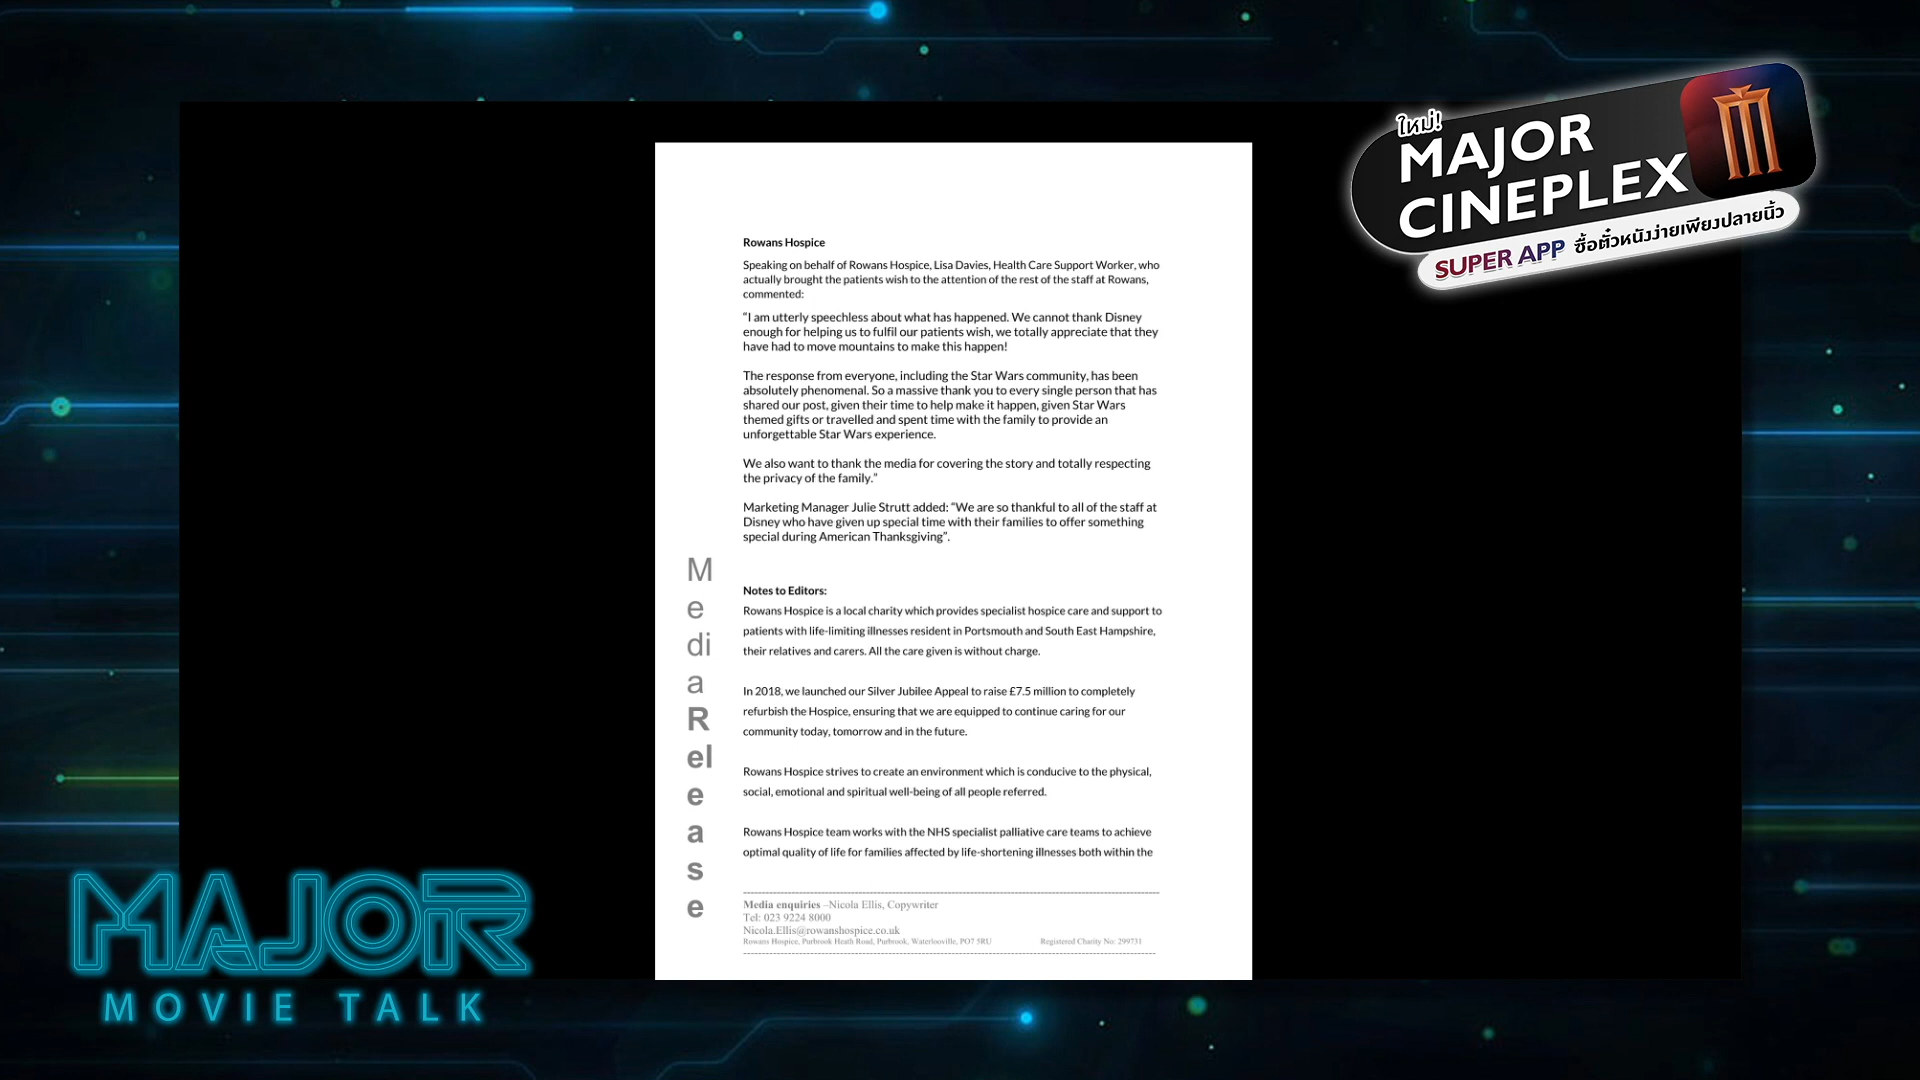 ใหม่!
MAJOR
CINEPLEX
SUPER APP ซื้อตั๋วหนังง่ายเพียงปลายนิ้ว
Rowans Hospice
Speaking on behalf of Rowans Hospice, Lisa Davies, Health Care Support Worker, who
actually brought the patients wish to the attention of the rest of the staff at Rowans,
commented:
“I am utterly speechless about what has happened. We cannot thank Disney
enough for helping us to fulfil our patients wish, we totally appreciate that they
have had to move mountains to make this happen!
The response from everyone, including the Star Wars community, has been
absolutely phenomenal. So a massive thank you to every single person that has
shared our post, given their time to help make it happen, given Star Wars
themed gifts or travelled and spent time with the family to provide an
unforgettable Star Wars experience.
We also want to thank the media for covering the story and totally respecting
the privacy of the family.”
Marketing Manager Julie Strutt added: “We are so thankful to all of the staff at
Disney who have given up special time with their families to offer something
special during American Thanksgiving”.
Notes to Editors:
Rowans Hospice is a local charity which provides specialist hospice care and support to
patients with life-limiting illnesses resident in Portsmouth and South East Hampshire,
their relatives and carers. All the care given is without charge.
In 2018, we launched our Silver Jubilee Appeal to raise £7.5 million to completely
refurbish the Hospice, ensuring that we are equipped to continue caring for our
community today, tomorrow and in the future.
Rowans Hospice strives to create an environment which is conducive to the physical,
social, emotional and spiritual well-being of all people referred.
Rowans Hospice team works with the NHS specialist palliative care teams to achieve
optimal quality of life for families affected by life-shortening illnesses both within the
M
e
di
a
R
el
e
a
s
e
Media enquiries –Nicola Ellis, Copywriter
Tel: 023 9224 8000
Nicola.Ellis@rowanshospice.co.uk
Rowans Hospice, Purbrook Heath Road, Purbrook, Waterlooville, PO7 5RU Registered Charity No: 299731
MAJOR
MOVIE TALK